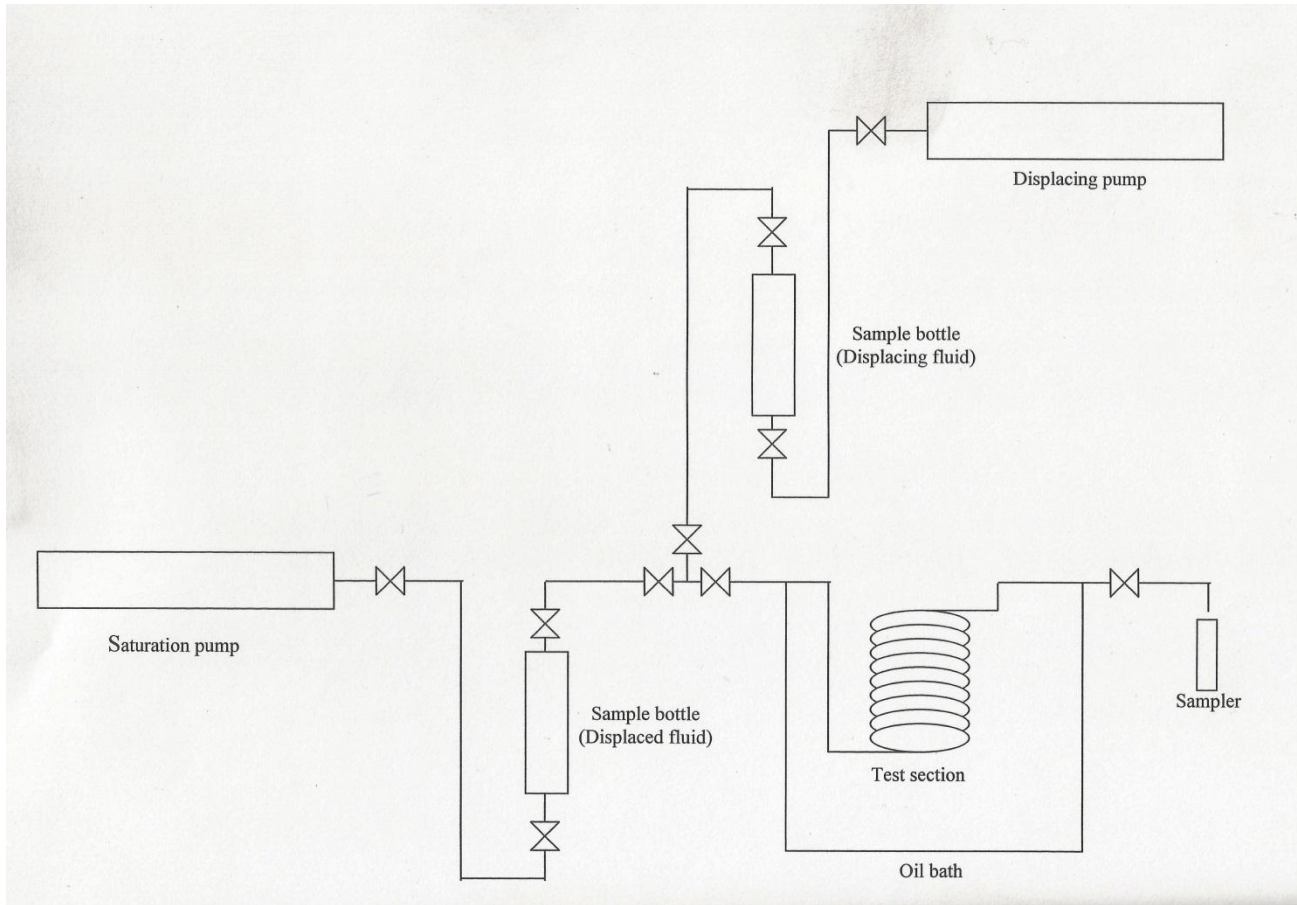 Displacing pump
Sample bottle
(Displacing fluid)
Saturation pump
Sample bottle
(Displaced fluid)
Sampler
Test section
Oil bath